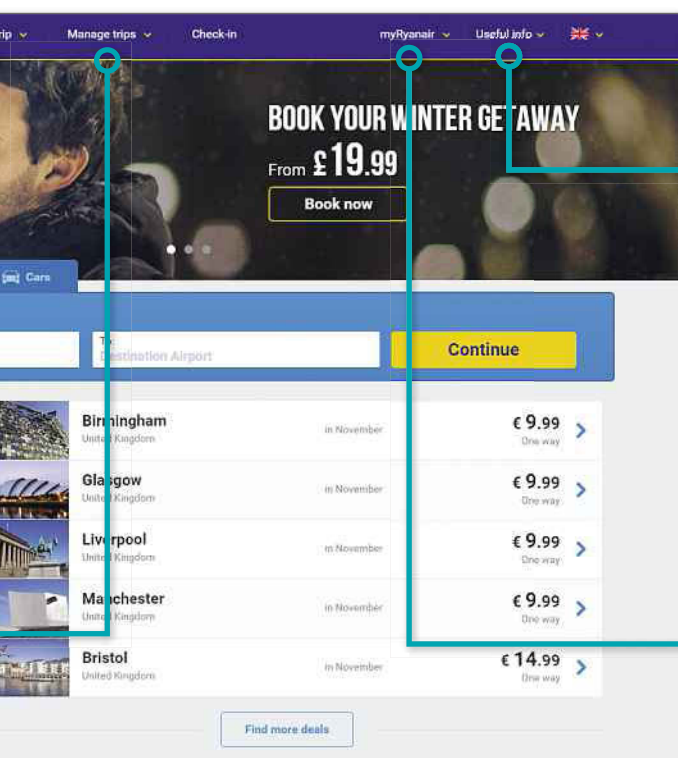 rip Manage trips Check-in myRyanair Useful info
BOOK YOUR WINTER GETAWAY
From £19.99
Book now
Cars
To:
Destination Airport
Continue
Birmingham
United Kingdom
in November
€ 9.99
One way
Glasgow
United Kingdom
in November
€ 9.99
One way
Liverpool
United Kingdom
in November
€ 9.99
One way
Manchester
United Kingdom
in November
€ 9.99
One way
Bristol
United Kingdom
in November
€ 14.99
One way
Find more deals